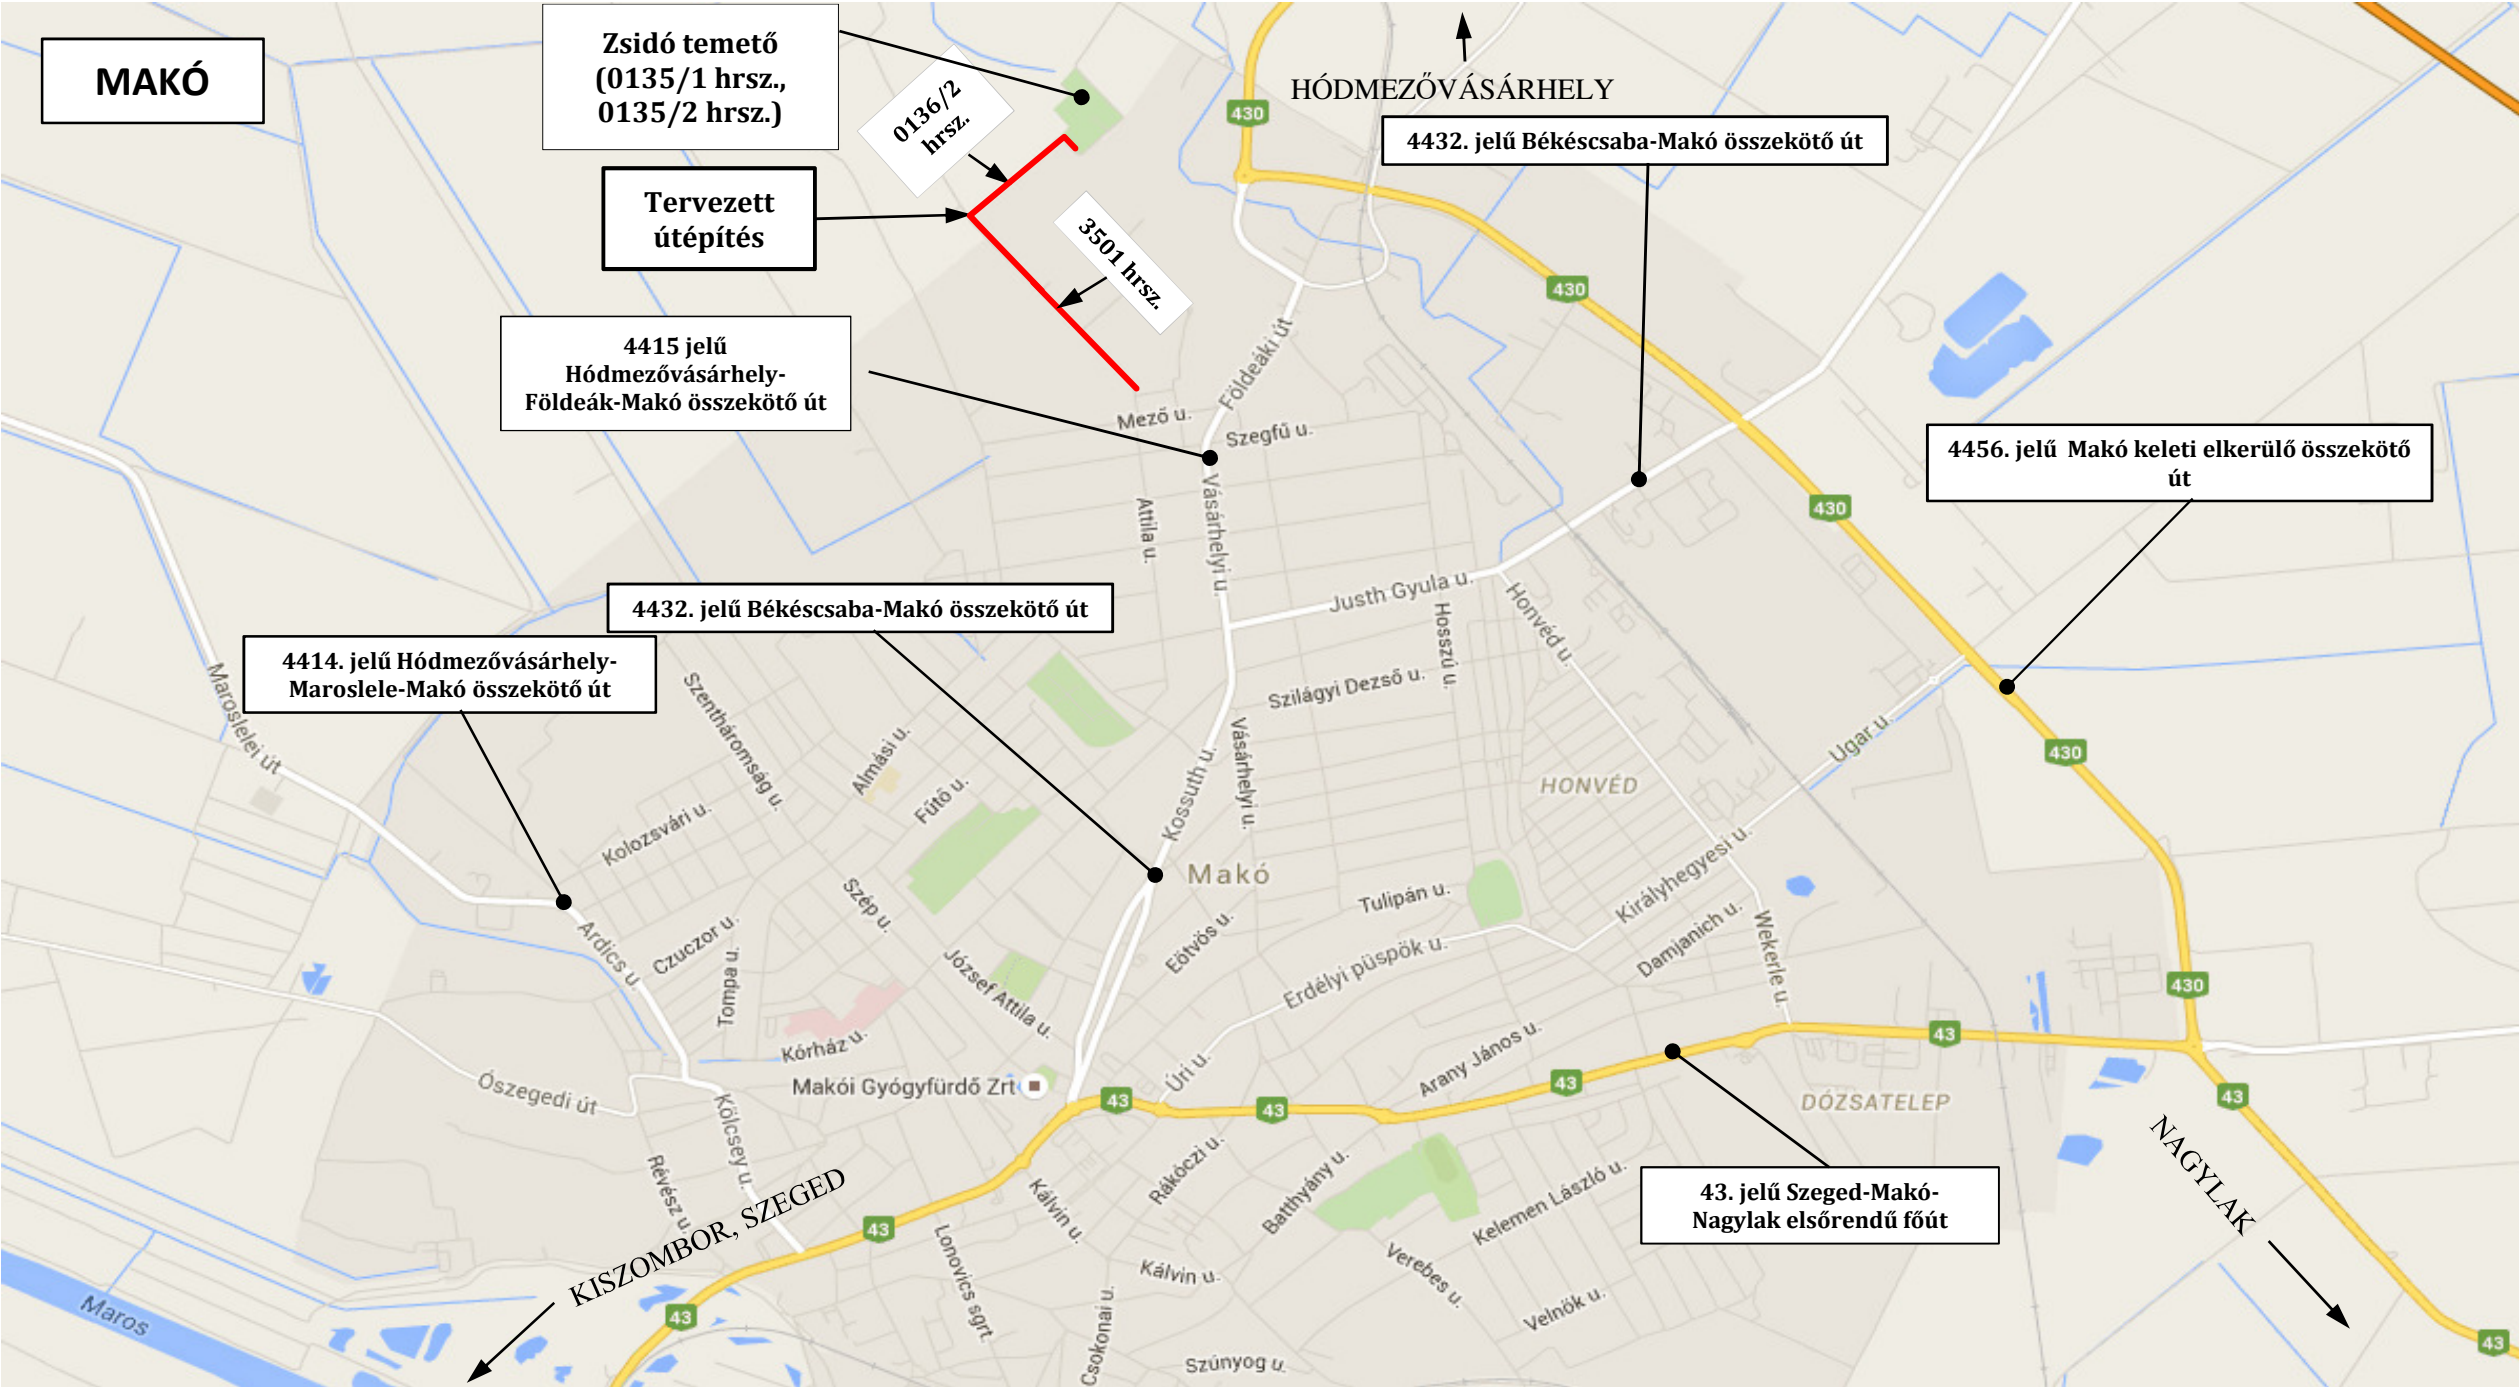 MAKÓ
Zsidó temető
(0135/1 hrsz.,
0135/2 hrsz.)
0136/2
hrsz.
HÓDMEZŐVÁSÁRHELY
430
4432. jelű Békéscsaba-Makó összekötő út
Tervezett
útépítés
3501 hrsz.
430
4415 jelű
Hódmezővásárhely-
Földeák-Makó összekötő út
Földeáki út
Mező u.
Szegfű u.
4456. jelű Makó keleti elkerülő összekötő
út
430
Attila u.
Vásárhelyi u.
Justh Gyula u.
Honvéd u.
Hosszú u.
4432. jelű Békéscsaba-Makó összekötő út
4414. jelű Hódmezővásárhely-
Maroslele-Makó összekötő út
Maroslelei út
Szentháromság u.
Szilágyi Dezső u.
Almási u.
Fűtő u.
Kossuth u.
Vásárhelyi u.
Ugar u.
430
HONVÉD
Kolozsvári u.
Makó
Szép u.
Tulipán u.
Királyhegyesi u.
Damjanich u.
Wekerle u.
Ardics u.
Czuczor u.
Tompa u.
József Attila u.
Eötvös u.
Erdélyi püspök u.
430
43
Kórház u.
Makói Gyógyfürdő Zrt
Úri u.
Arany János u.
43
43
43
43
DÓZSATELEP
Ószegedi út
Kölcsey u.
Révész u.
NAGYLAK
KISZOMBOR, SZEGED
43
Kálvin u.
Rákóczi u.
Batthyány u.
Kelemen László u.
43. jelű Szeged-Makó-
Nagylak elsőrendű főút
Lonovics sgrt.
Kálvin u.
Verebes u.
Velnök u.
Maros
43
Csokonai u.
Szúnyog u.
43